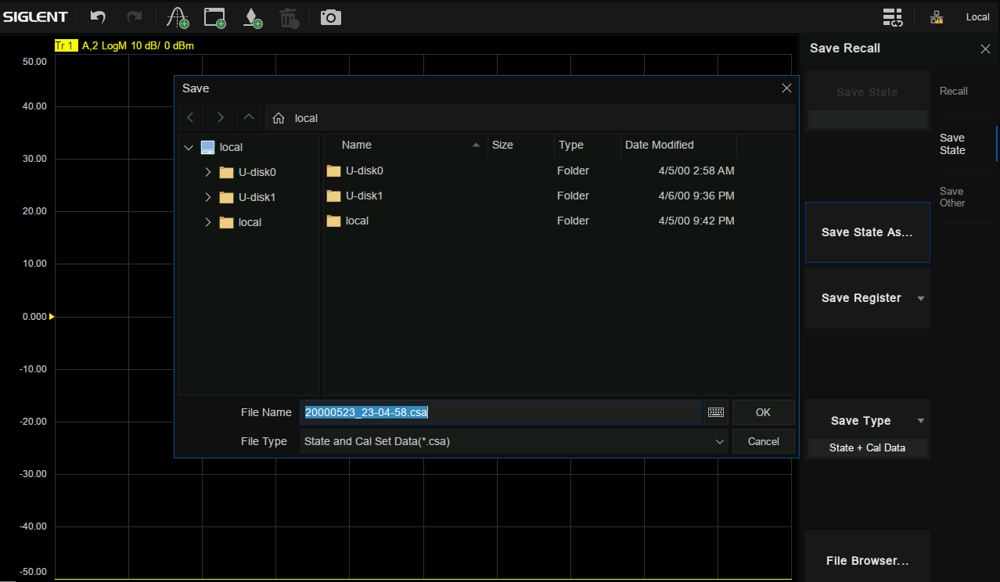 SIGLENT
Local
Tr 1 A,2 LogM 10 dB/ 0 dBm
50.00
40.00
30.00
20.00
10.00
0.000
-10.00
-20.00
-30.00
-40.00
-50.00
Save
local
local
U-disk0
U-disk1
local
Name Size Type Date Modified
U-disk0 Folder 4/5/00 2:58 AM
U-disk1 Folder 4/6/00 9:36 PM
local Folder 4/5/00 9:42 PM
File Name 20000523_23-04-58.csa OK
File Type State and Cal Set Data(*.csa) Cancel
Save Recall
Save State
Save State As...
Save Register
Save Type
State + Cal Data
File Browser...
Recall
Save
State
Save
Other